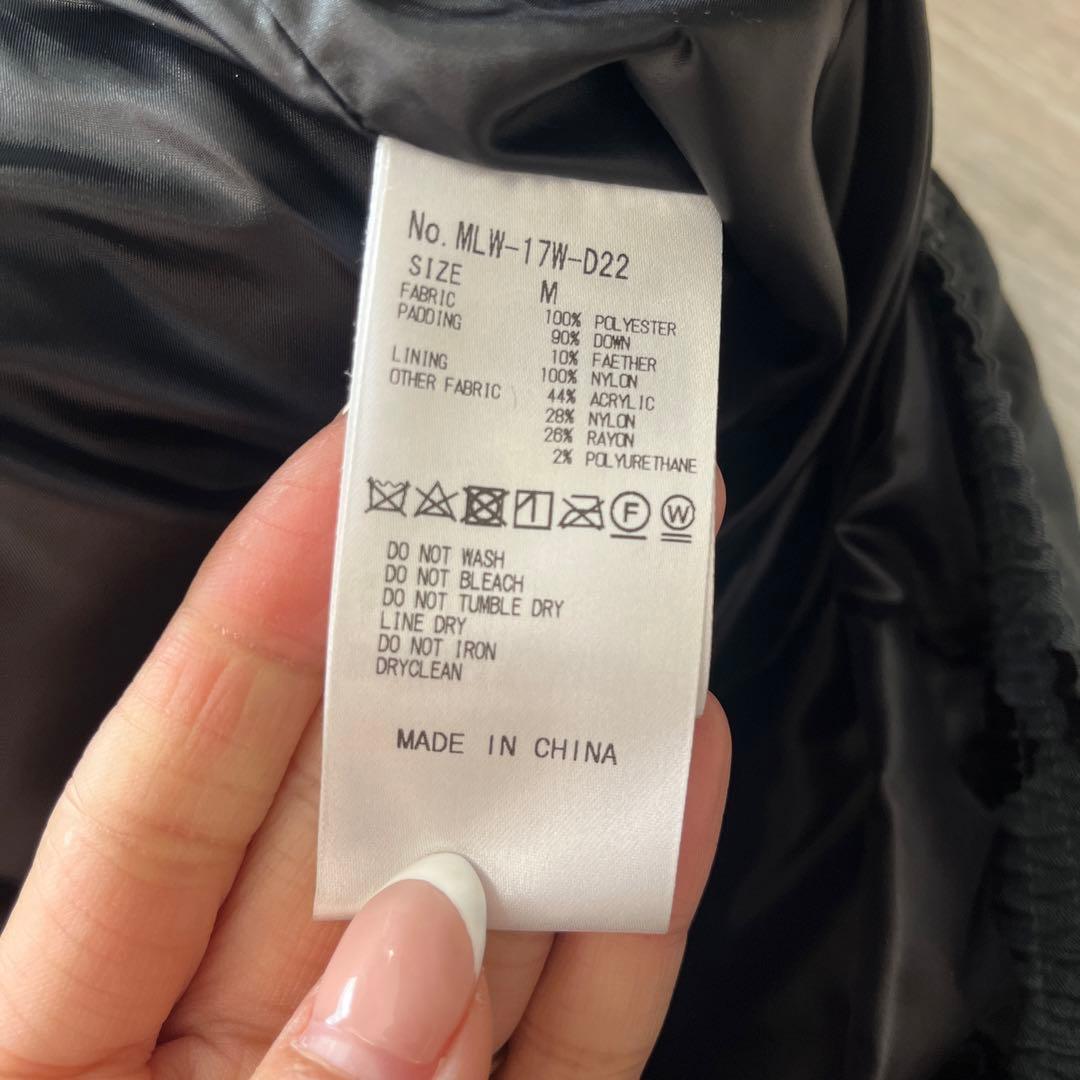 No. MLW-17W-D22
SIZE M
FABRIC 100% POLYESTER
PADDING 90% DOWN
10% FAETHER
LINING 100% NYLON
OTHER FABRIC 44% ACRYLIC
28% NYLON
26% RAYON
2% POLYURETHANE
F W
DO NOT WASH
DO NOT BLEACH
DO NOT TUMBLE DRY
LINE DRY
DO NOT IRON
DRYCLEAN
MADE IN CHINA